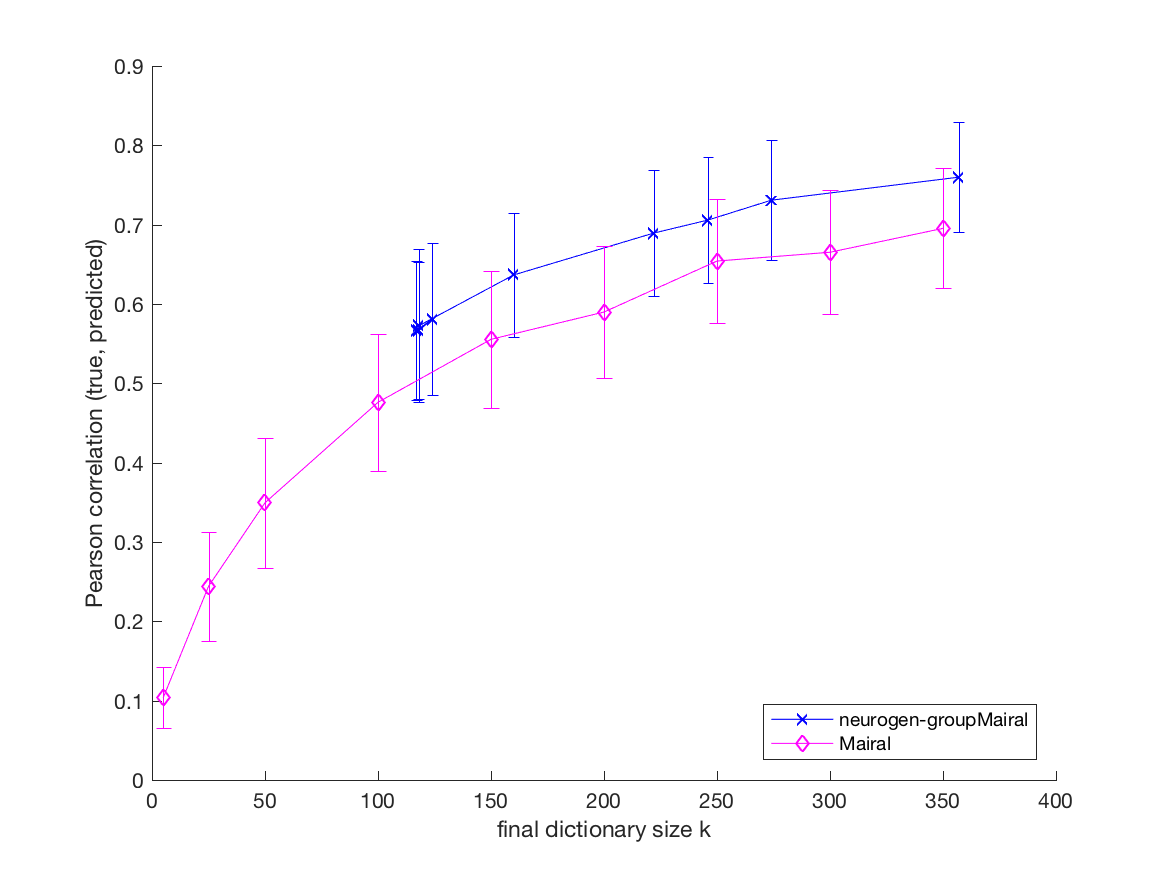 0.9
0.8
0.7
0.6
0.5
0.4
0.3
0.2
0.1
0
Pearson correlation (true, predicted)
neurogen-groupMairal
Mairal
0 50 100 150 200 250 300 350 400
final dictionary size k